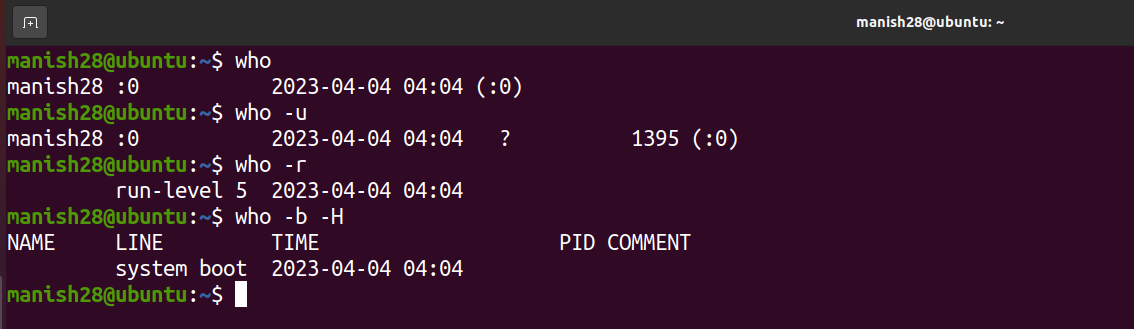 manish28@ubuntu: ~
manish28@ubuntu:~$ who
manish28 :0           2023-04-04 04:04 (:0)
manish28@ubuntu:~$ who -u
manish28 :0           2023-04-04 04:04   ?          1395 (:0)
manish28@ubuntu:~$ who -r
         run-level 5  2023-04-04 04:04
manish28@ubuntu:~$ who -b -H
NAME     LINE         TIME                    PID COMMENT
         system boot  2023-04-04 04:04
manish28@ubuntu:~$